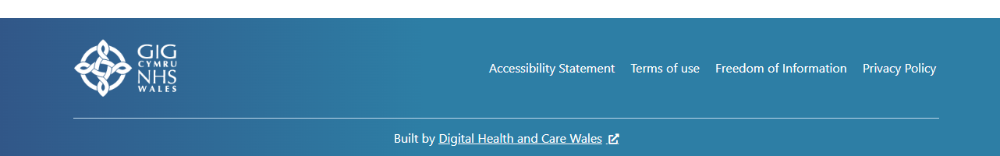 GIG
CYMRU
NHS
WALES
Accessibility Statement Terms of use Freedom of Information Privacy Policy
Built by Digital Health and Care Wales